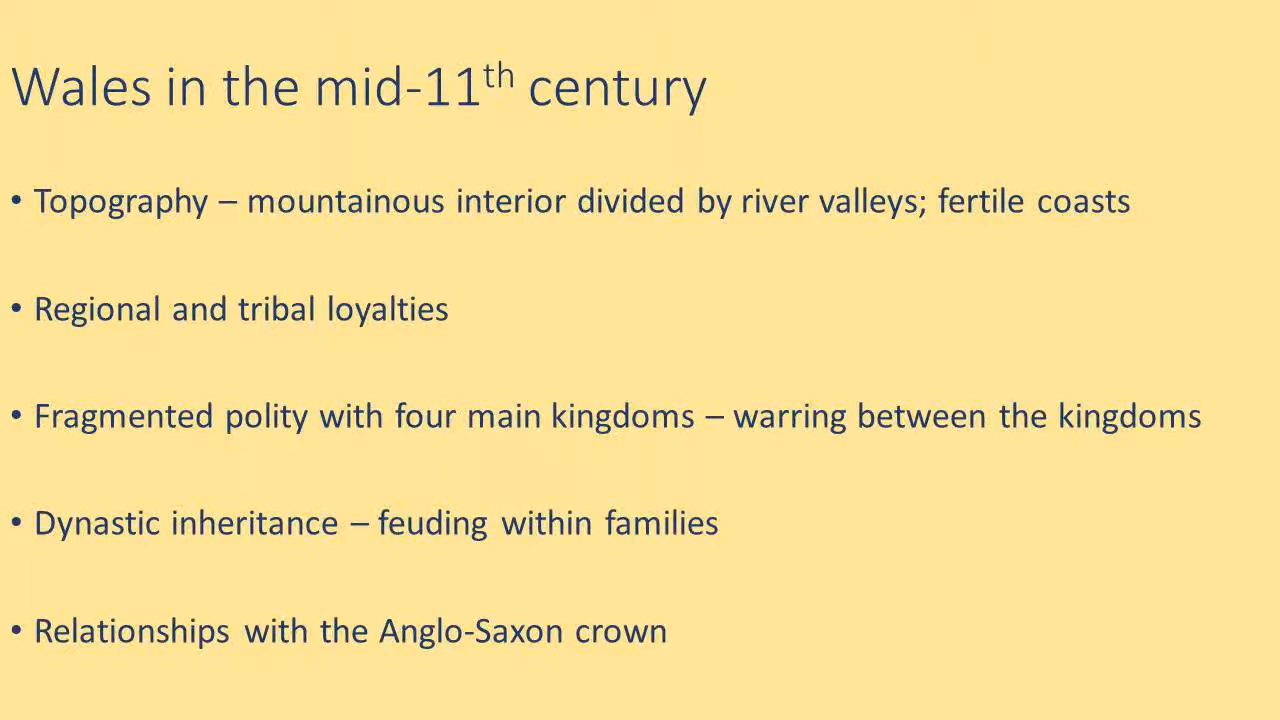 Wales in the mid-11th century
• Topography – mountainous interior divided by river valleys; fertile coasts
• Regional and tribal loyalties
• Fragmented polity with four main kingdoms – warring between the kingdoms
• Dynastic inheritance – feuding within families
• Relationships with the Anglo-Saxon crown